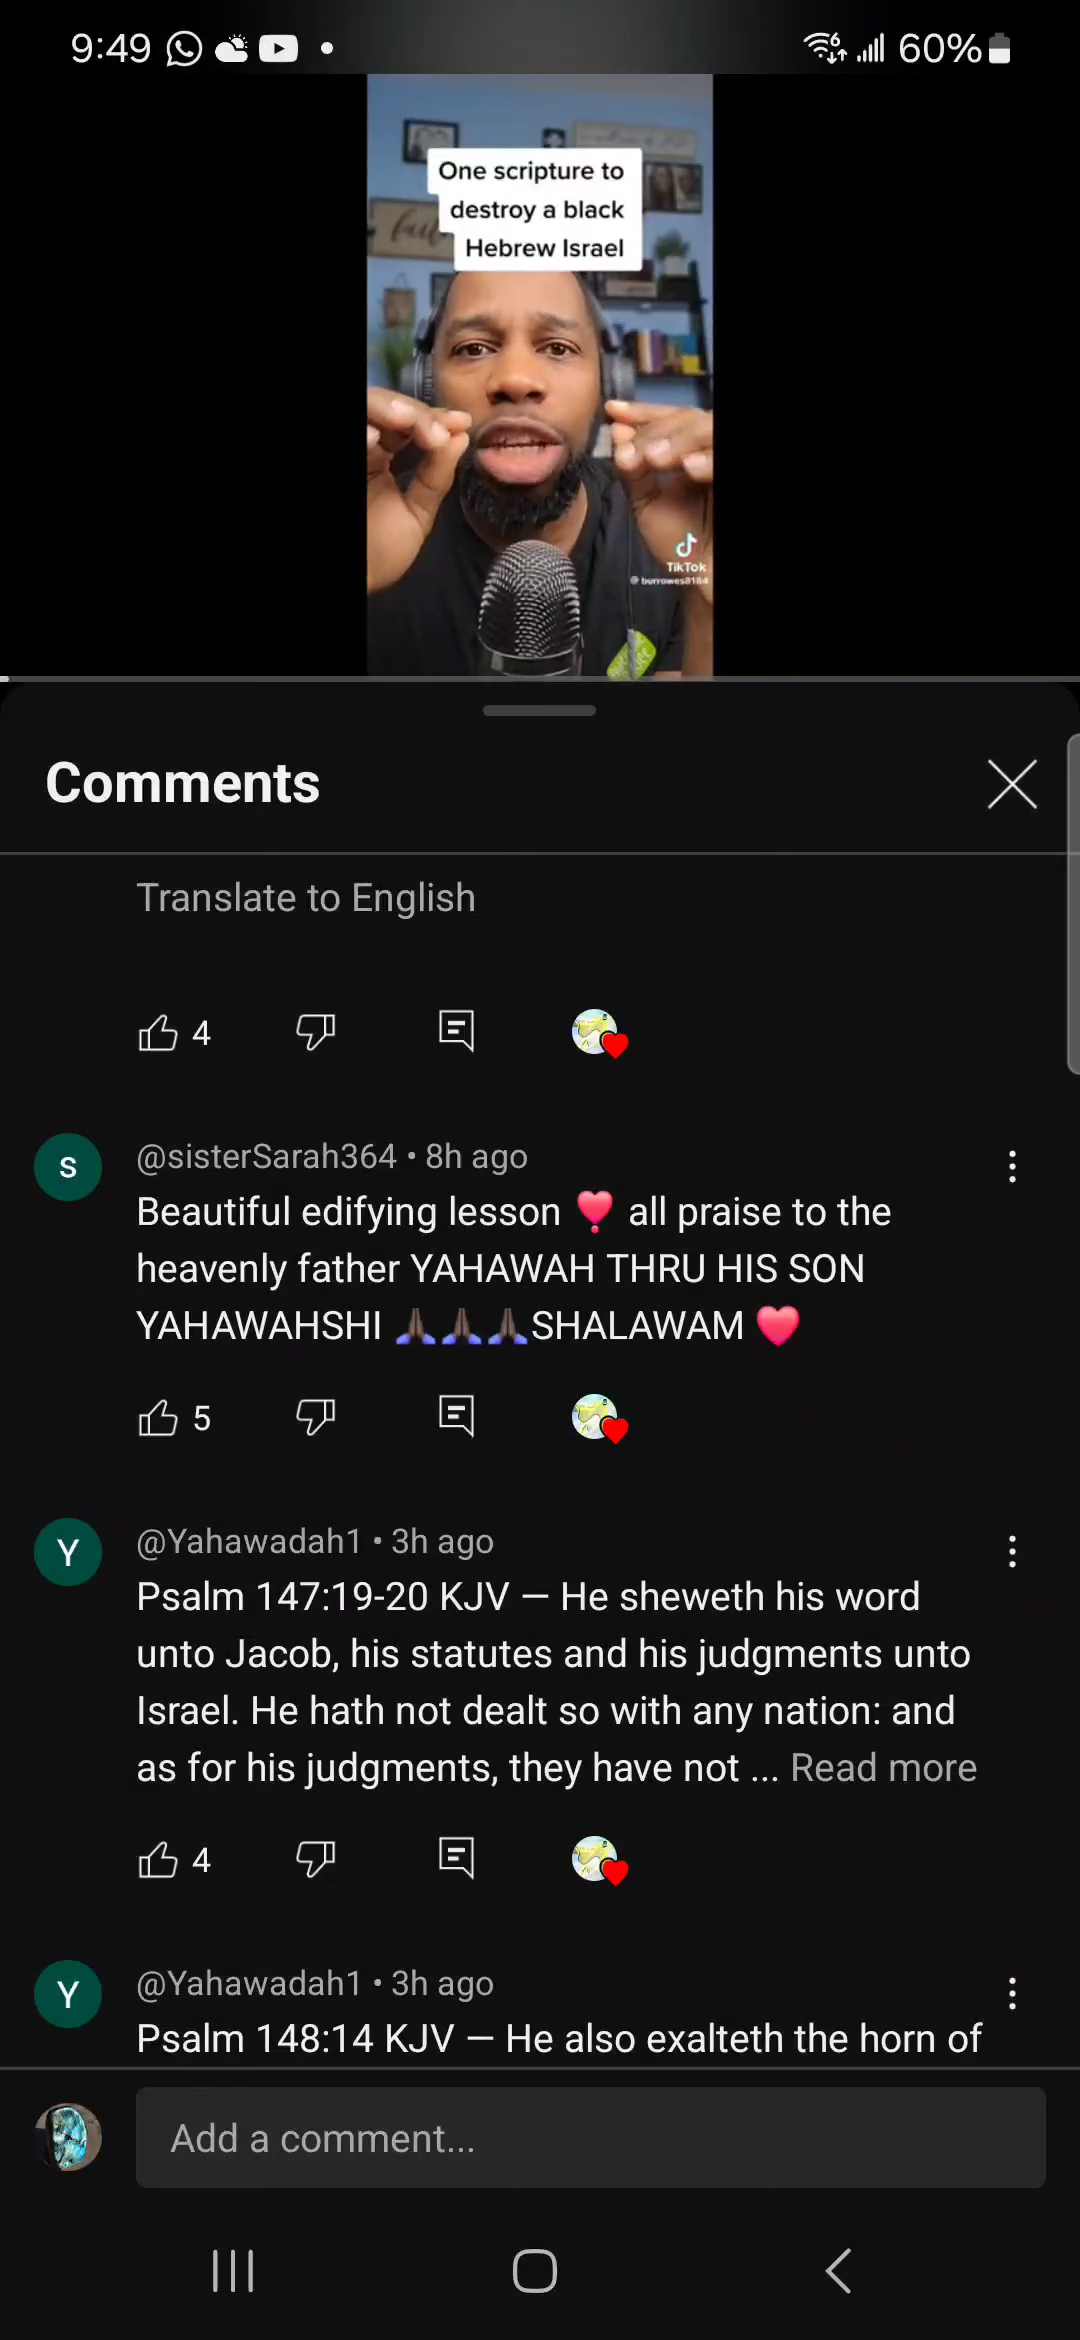 9:49
60%
One scripture to
destroy a black
Hebrew Israel
TikTok
@burrowes8184
Comments
Translate to English
4
S
@sisterSarah364 • 8h ago
Beautiful edifying lesson ❣️ all praise to the
heavenly father YAHAWAH THRU HIS SON
YAHAWAHSHI 🙏🏿🙏🏿🙏🏿SHALAWAM ❤️
5
Y
@Yahawadah1 • 3h ago
Psalm 147:19-20 KJV — He sheweth his word
unto Jacob, his statutes and his judgments unto
Israel. He hath not dealt so with any nation: and
as for his judgments, they have not ... Read more
4
Y
@Yahawadah1 • 3h ago
Psalm 148:14 KJV — He also exalteth the horn of
Add a comment...